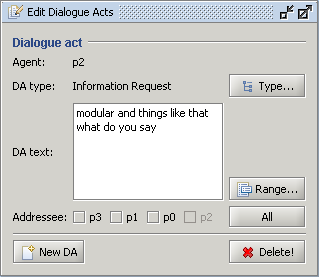 Edit Dialogue Acts
Dialogue act
Agent: p2
DA type: Information Request Type...
modular and things like that
what do you say
DA text:
Range...
Addressee: p3 p1 p0 p2 All
New DA Delete!